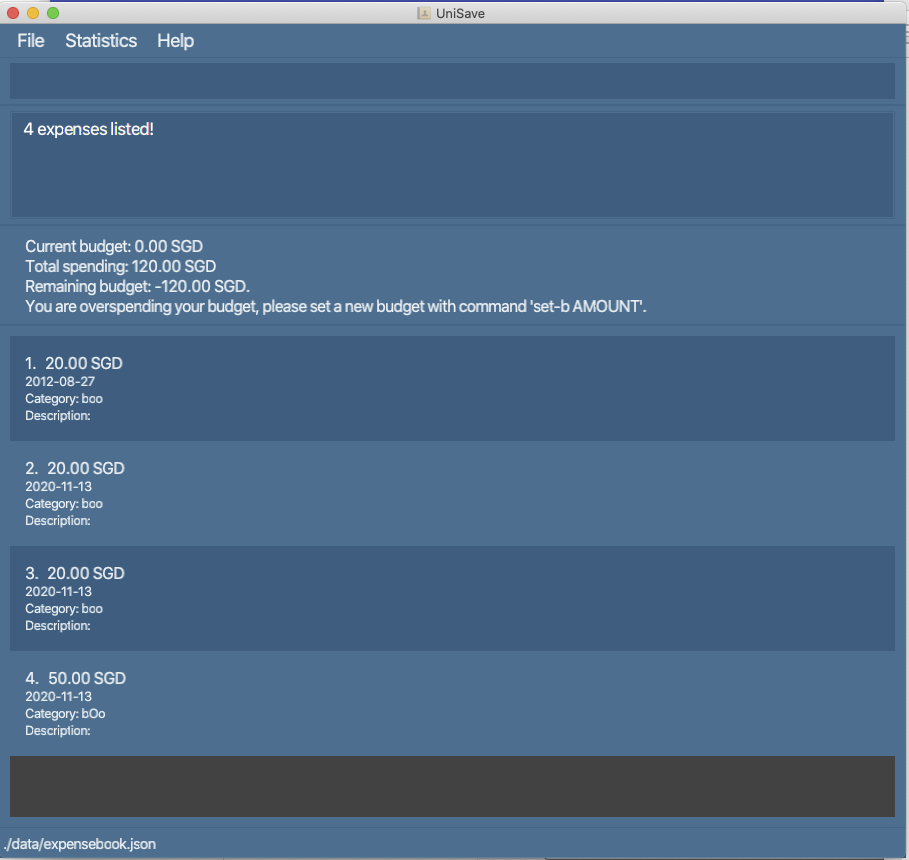 UniSave
File Statistics Help
4 expenses listed!
Current budget: 0.00 SGD
Total spending: 120.00 SGD
Remaining budget: -120.00 SGD.
You are overspending your budget, please set a new budget with command 'set-b AMOUNT'.
1. 20.00 SGD
2012-08-27
Category: boo
Description:
2. 20.00 SGD
2020-11-13
Category: boo
Description:
3. 20.00 SGD
2020-11-13
Category: boo
Description:
4. 50.00 SGD
2020-11-13
Category: bOo
Description:
./data/expensebook.json